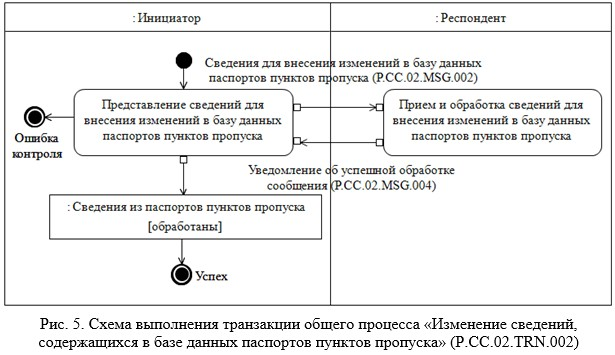 : Инициатор
: Респондент
Сведения для внесения изменений в базу данных
паспортов пунктов пропуска (P.CC.02.MSG.002)
Представление сведений для
внесения изменений в базу данных
паспортов пунктов пропуска
Прием и обработка сведений для
внесения изменений в базу данных
паспортов пунктов пропуска
Ошибка
контроля
Уведомление об успешной обработке
сообщения (P.CC.02.MSG.004)
: Сведения из паспортов пунктов пропуска
[обработаны]
Успех
Рис. 5. Схема выполнения транзакции общего процесса «Изменение сведений,
содержащихся в базе данных паспортов пунктов пропуска» (P.CC.02.TRN.002)